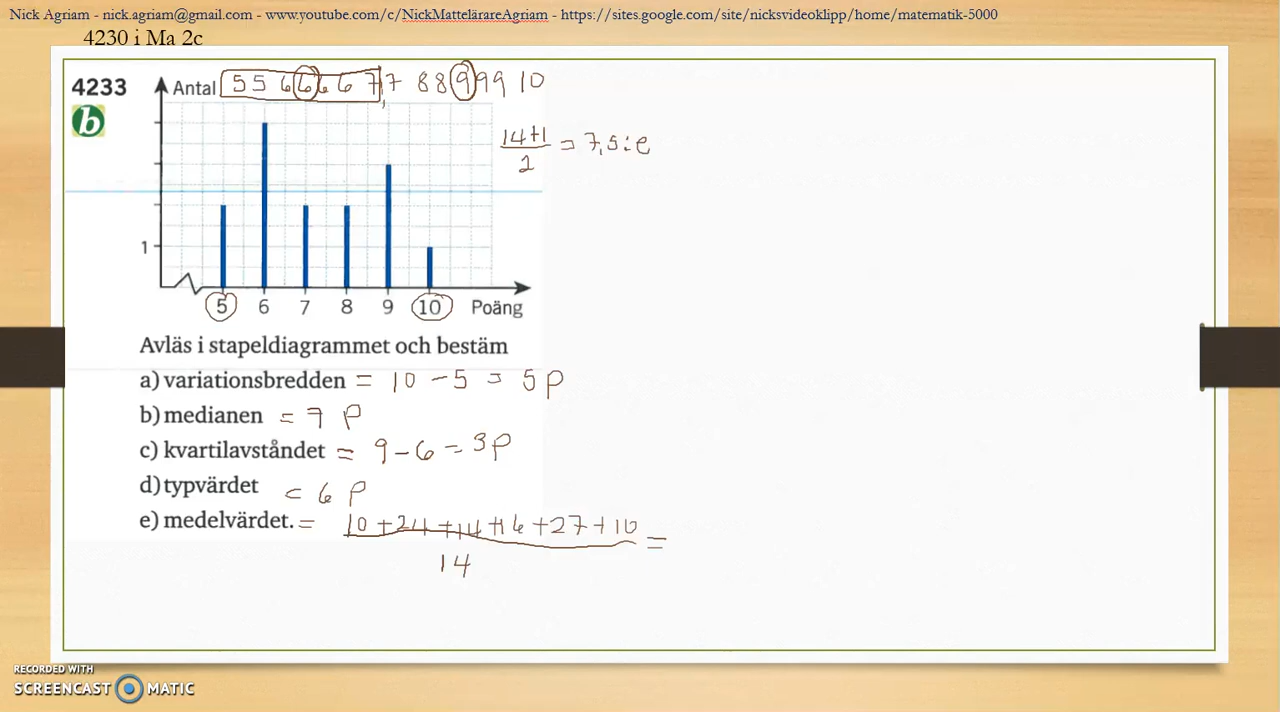 Nick Agriam - nick.agriam@gmail.com - www.youtube.com/c/NickMattelärareAgriam - https://sites.google.com/site/nicksvideoklipp/home/matematik-5000
4230 i Ma 2c
4233 Antal 5 5 6 6 6 6 7 7 8 8 9 9 9 10
b
14+1
2
= 7,5:e
1
5 6 7 8 9 10 Poäng
Avläs i stapeldiagrammet och bestäm
a) variationsbredden = 10 - 5 = 5 p
b) medianen = 7 p
c) kvartilavståndet = 9 - 6 = 3p
d) typvärdet = 6 p
e) medelvärdet. = 10 + 24 + 14 + 16 + 27 + 10 =
14
RECORDED WITH
SCREENCAST MATIC